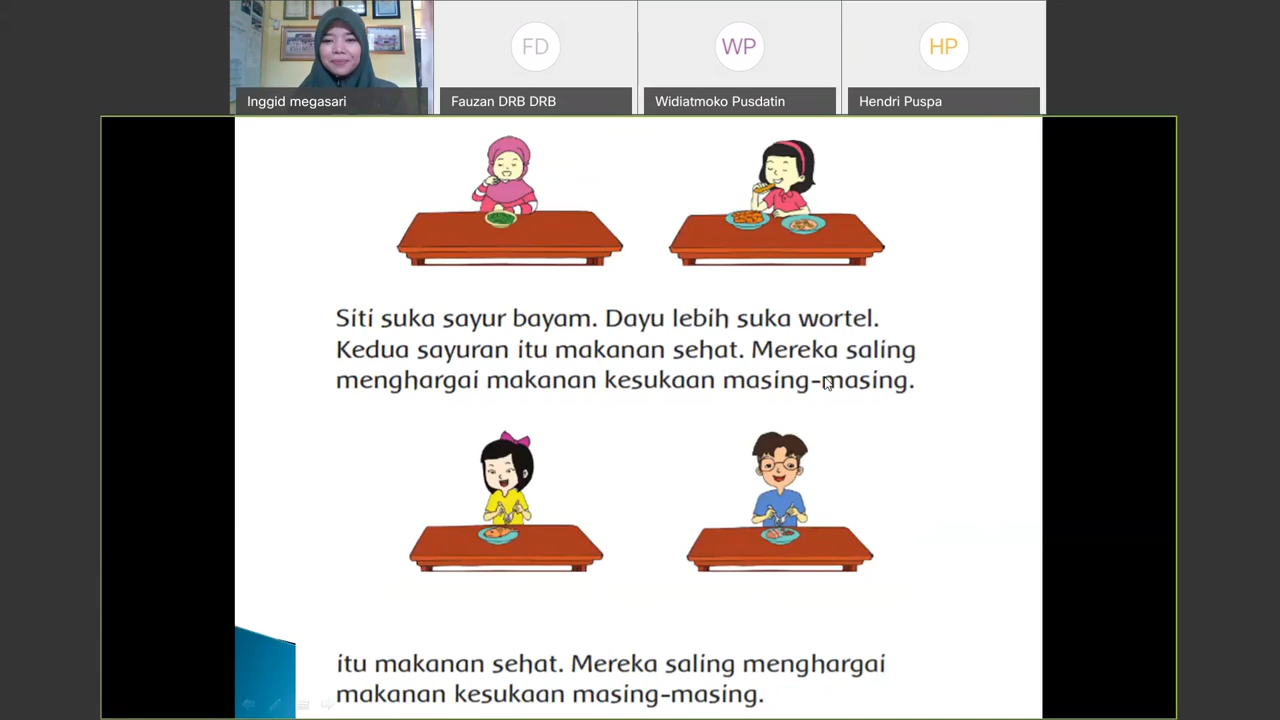 FD
WP
HP
Inggid megasari
Fauzan DRB DRB
Widiatmoko Pusdatin
Hendri Puspa
Siti suka sayur bayam. Dayu lebih suka wortel.
Kedua sayuran itu makanan sehat. Mereka saling
menghargai makanan kesukaan masing-masing.
itu makanan sehat. Mereka saling menghargai
makanan kesukaan masing-masing.